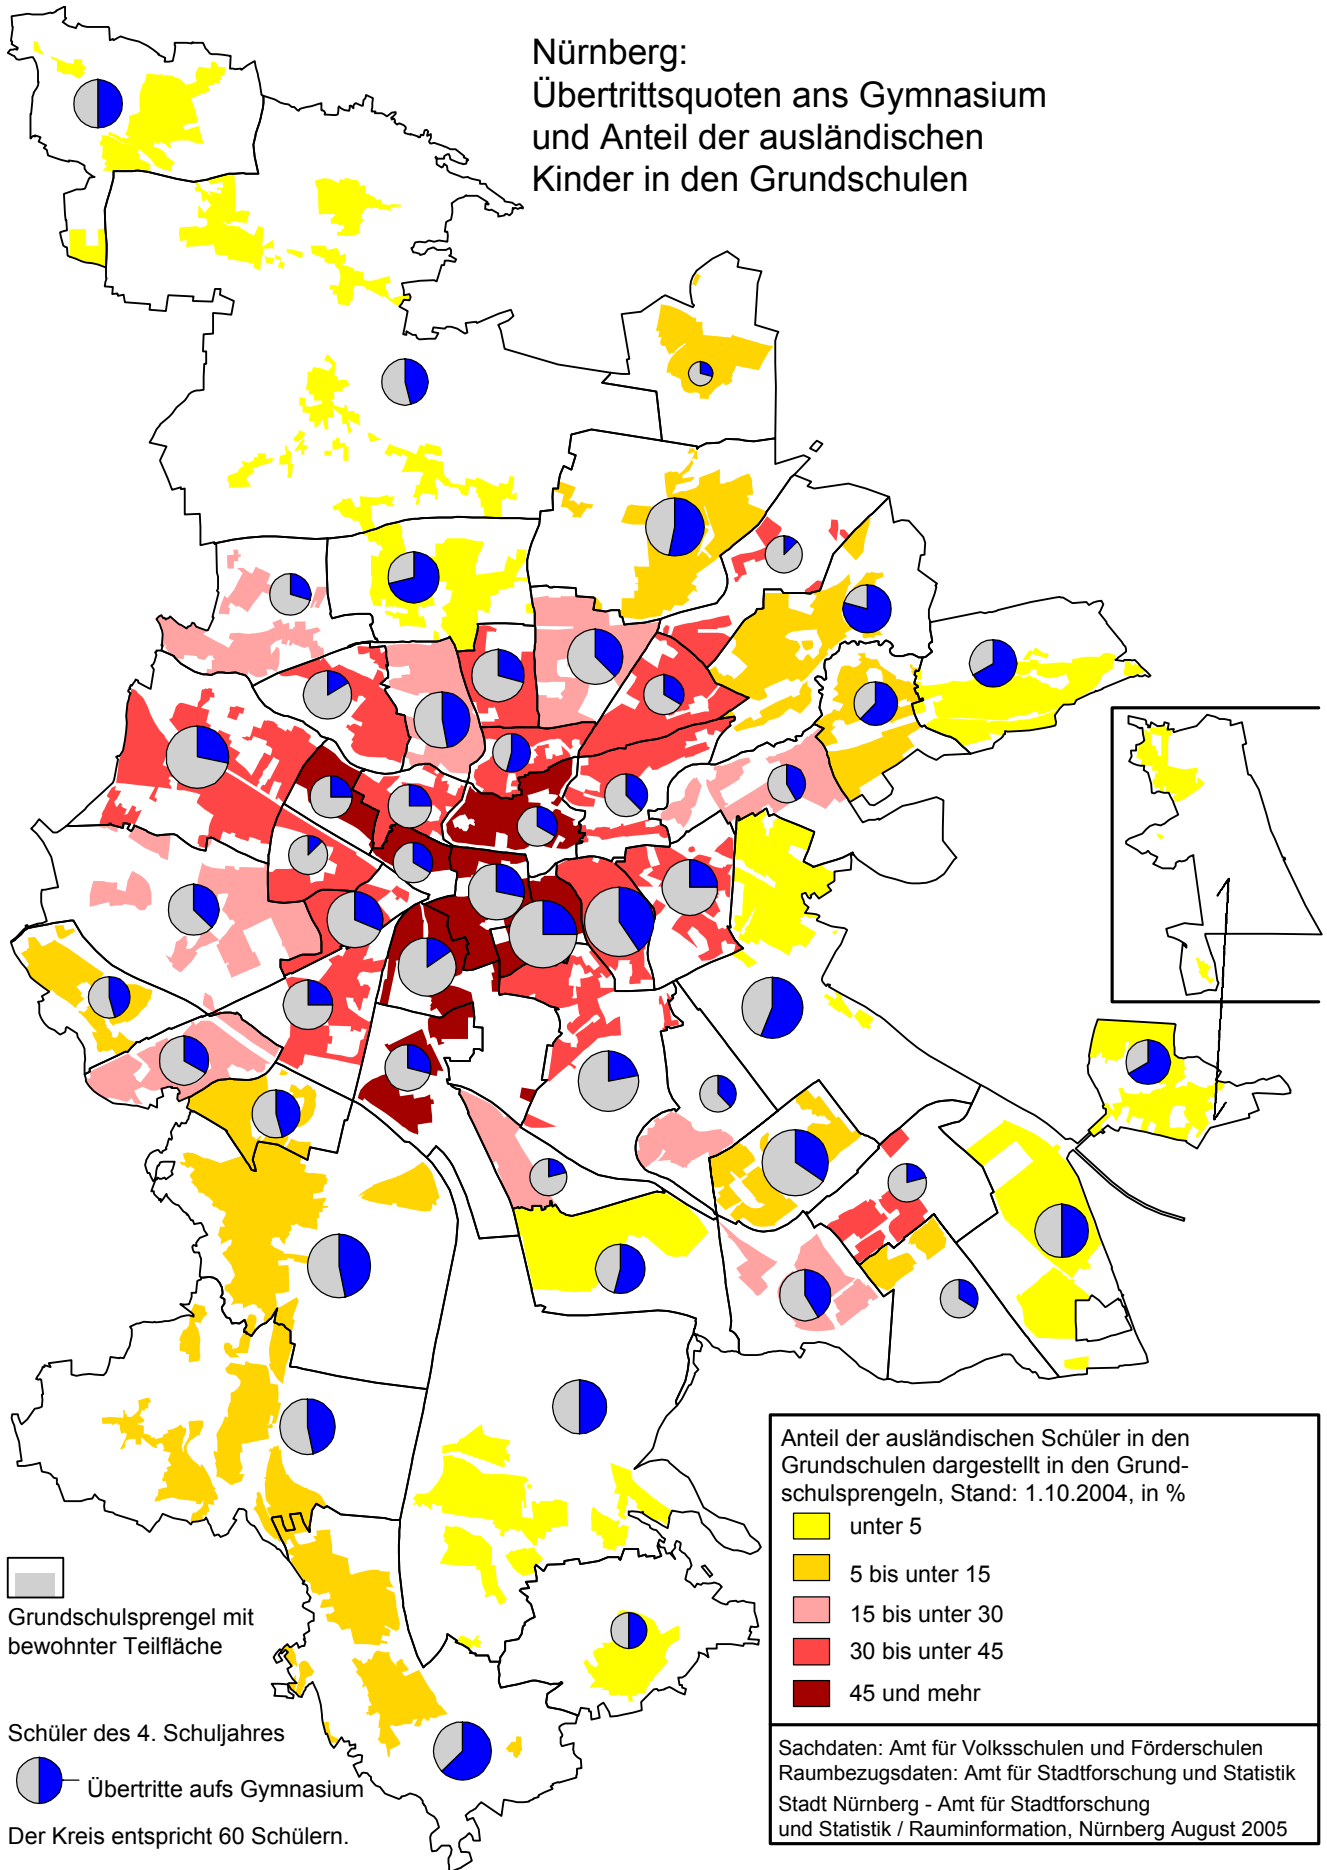 Nürnberg:
Übertrittsquoten ans Gymnasium
und Anteil der ausländischen
Kinder in den Grundschulen
Anteil der ausländischen Schüler in den
Grundschulen dargestellt in den Grund-
schulsprengeln, Stand: 1.10.2004, in %
unter 5
5 bis unter 15
15 bis unter 30
30 bis unter 45
45 und mehr
Grundschulsprengel mit
bewohnter Teilfläche
Schüler des 4. Schuljahres
Übertritte aufs Gymnasium
Der Kreis entspricht 60 Schülern.
Sachdaten: Amt für Volksschulen und Förderschulen
Raumbezugsdaten: Amt für Stadtforschung und Statistik
Stadt Nürnberg - Amt für Stadtforschung
und Statistik / Rauminformation, Nürnberg August 2005